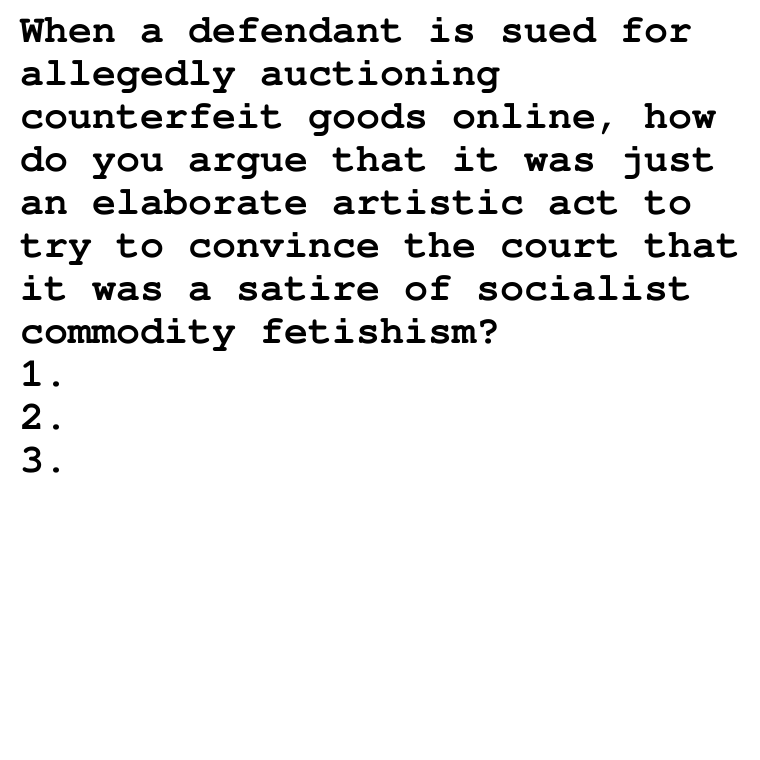 When a defendant is sued for
allegedly auctioning
counterfeit goods online, how
do you argue that it was just
an elaborate artistic act to
try to convince the court that
it was a satire of socialist
commodity fetishism?
1.
2.
3.